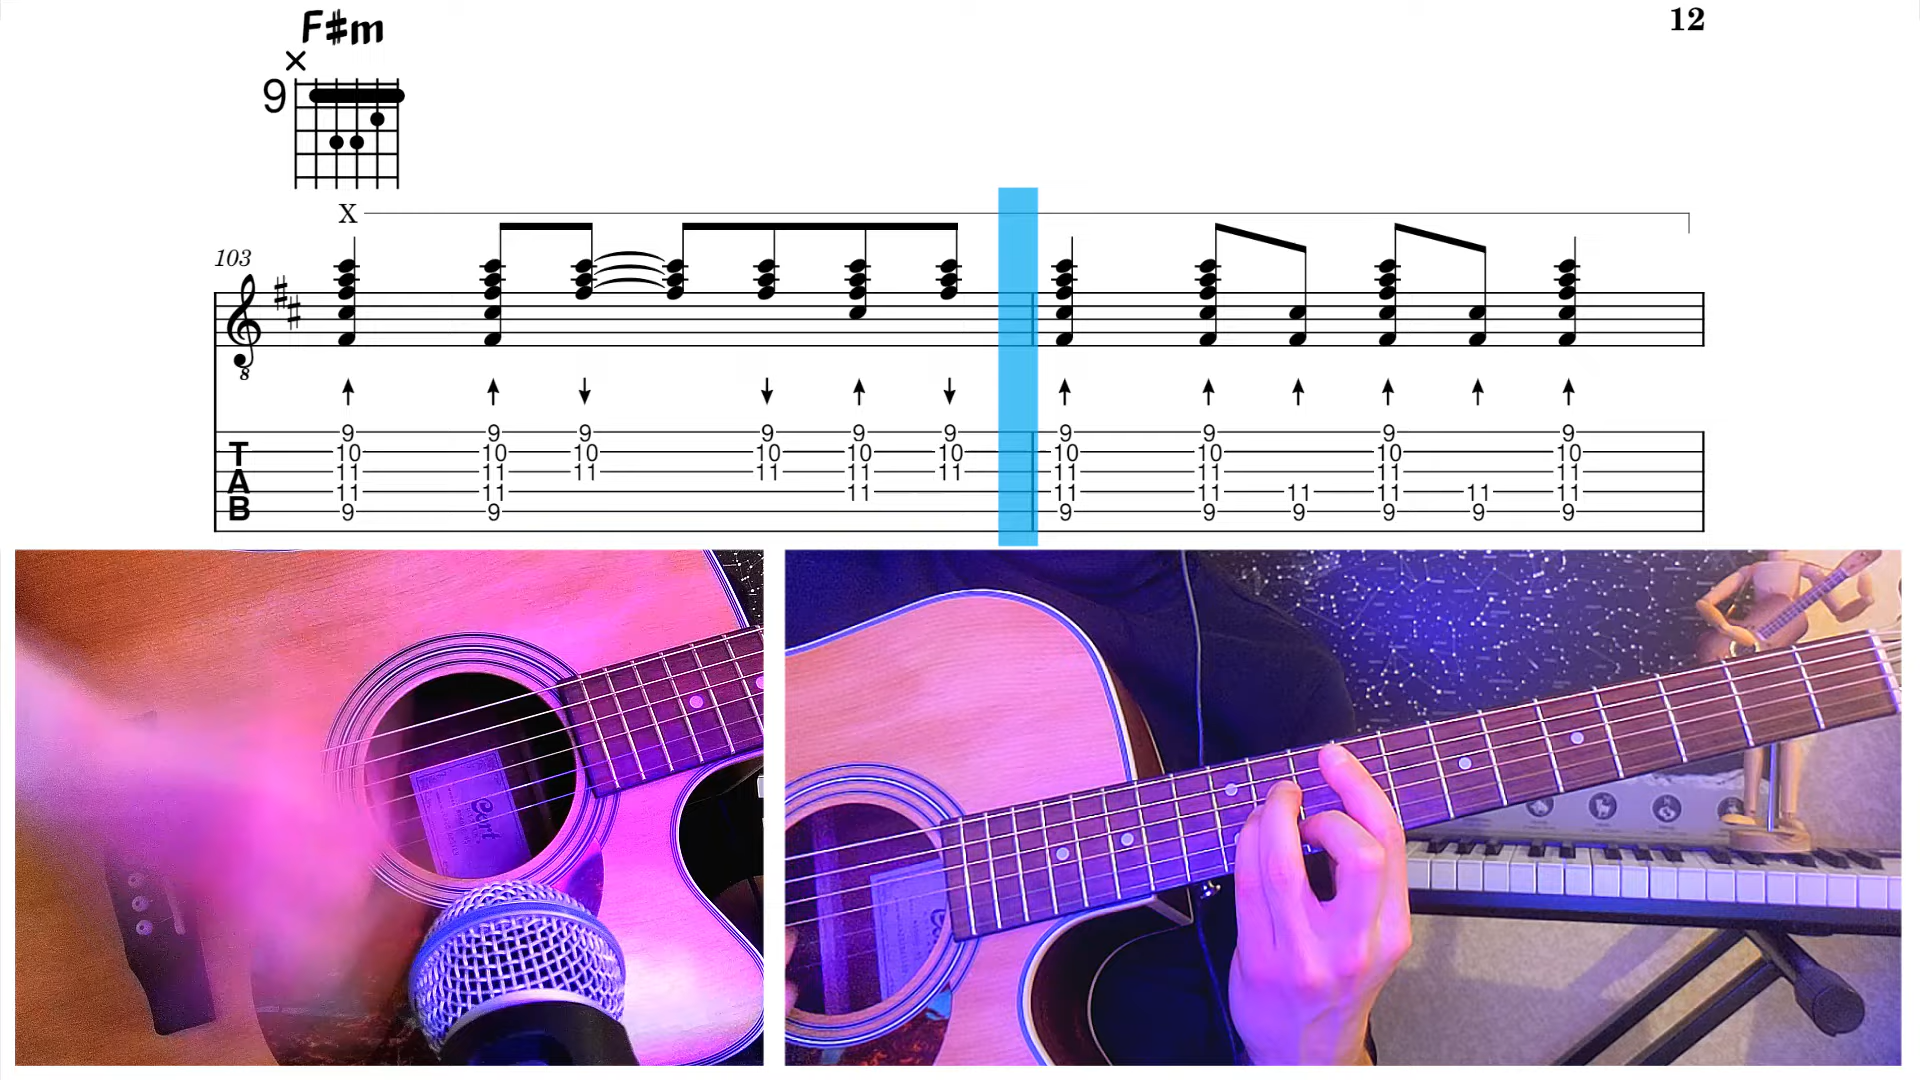 F♯m
12
×
9
X
103
8
T
A
B
9 9 9 9 9 9 9 9 9 9
10 10 10 10 10 10 10 10 10 10
11 11 11 11 11 11 11 11 11 11
11 11 11 11 11 11 11 11 11
9 9 9 9 9 9 9 9
Cort